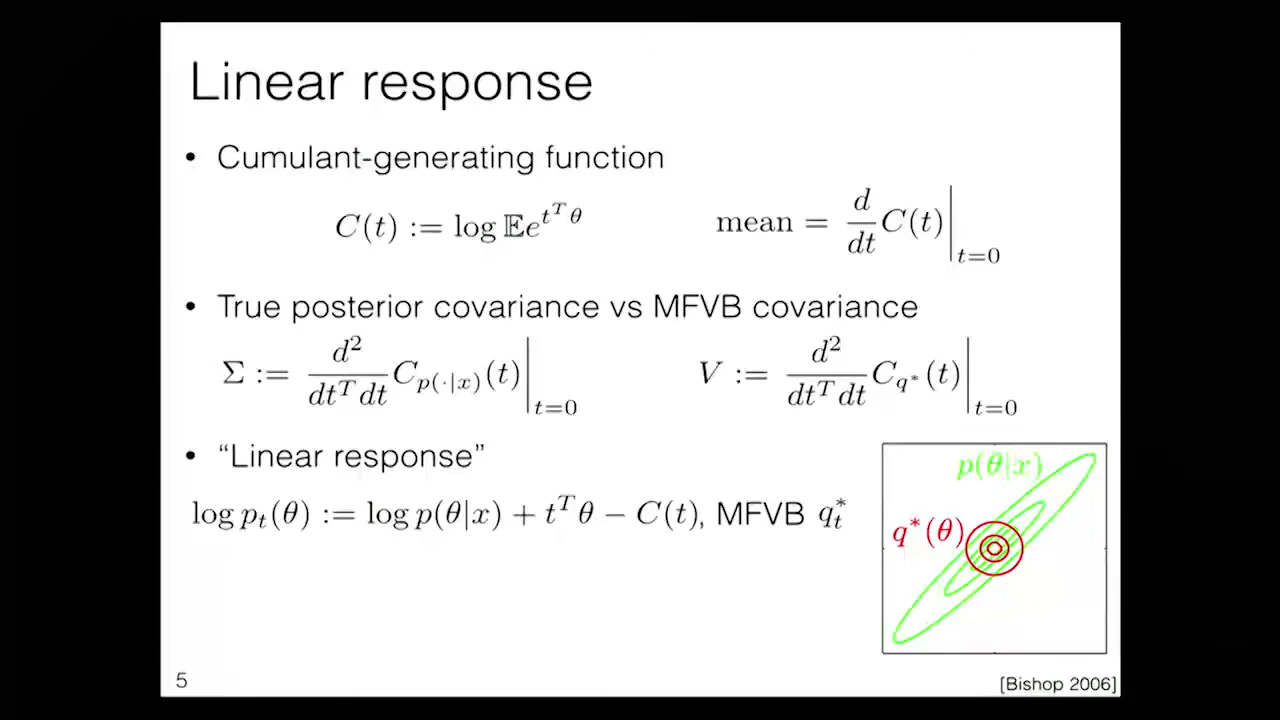 Linear response
• Cumulant-generating function
C(t) := log 𝔼e^{t^T θ}    mean = d/dt C(t)|_{t=0}
• True posterior covariance vs MFVB covariance
Σ := d²/(dt^T dt) C_{p(·|x)}(t)|_{t=0}    V := d²/(dt^T dt) C_{q*}(t)|_{t=0}
• “Linear response”
log p_t(θ) := log p(θ|x) + t^T θ − C(t), MFVB q_t^*
p(θ|x)
q*(θ)
5
[Bishop 2006]